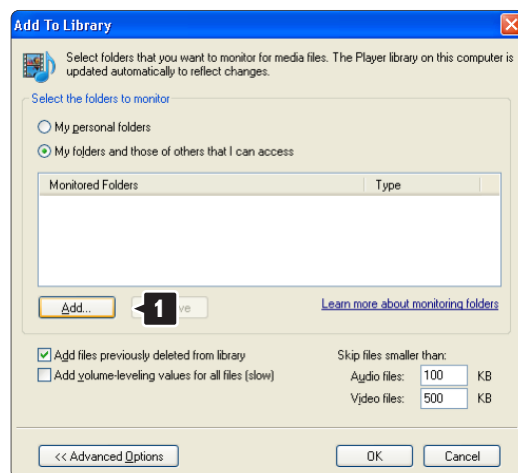 Add To Library
Select folders that you want to monitor for media files. The Player library on this computer is
updated automatically to reflect changes.
Select the folders to monitor
My personal folders
My folders and those of others that I can access
Monitored Folders Type
Add... 1 ve
Learn more about monitoring folders
Add files previously deleted from library
Add volume-leveling values for all files (slow)
Skip files smaller than:
Audio files: 100 KB
Video files: 500 KB
<< Advanced Options OK Cancel